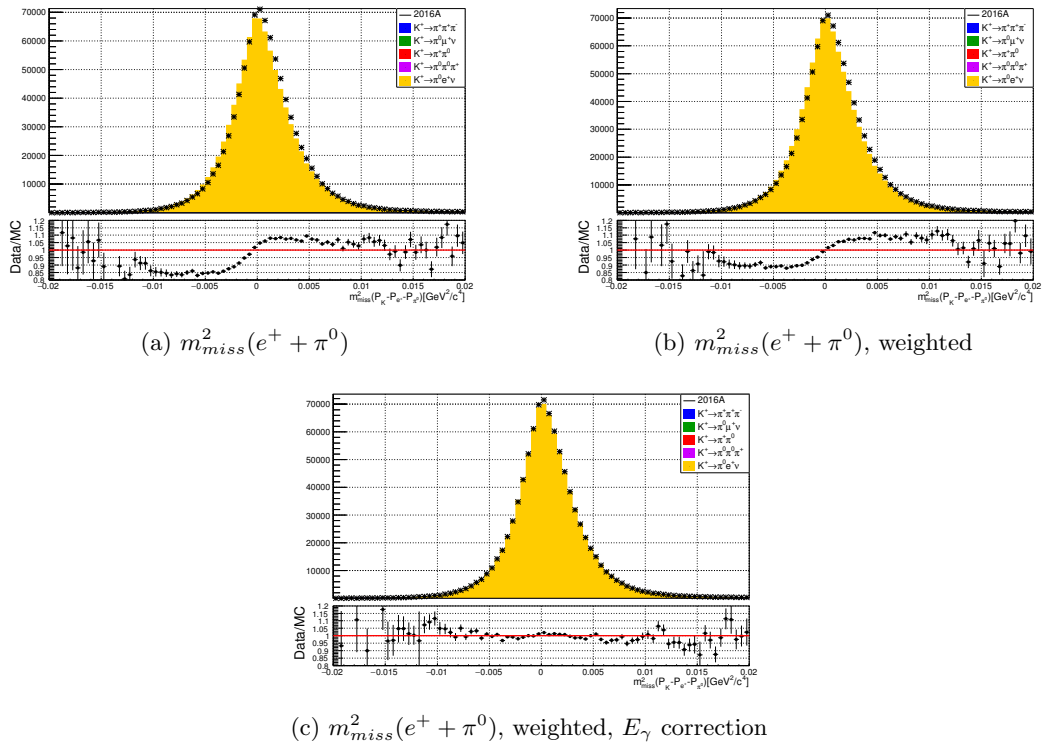 70000
60000
50000
40000
30000
20000
10000
2016A
K⁺→π⁺π⁺π⁻
K⁺→π⁰μ⁺ν
K⁺→π⁺π⁰
K⁺→π⁰π⁰π⁺
K⁺→π⁰e⁺ν
Data/MC
1.2
1.15
1.1
1.05
1
0.95
0.9
0.85
0.8
−0.02 −0.015 −0.01 −0.005 0 0.005 0.01 0.015 0.02
m²miss(PK-Pe⁺-Pπ⁰)[GeV²/c⁴]
(a) m²miss(e⁺ + π⁰)
70000
60000
50000
40000
30000
20000
10000
2016A
K⁺→π⁺π⁺π⁻
K⁺→π⁰μ⁺ν
K⁺→π⁺π⁰
K⁺→π⁰π⁰π⁺
K⁺→π⁰e⁺ν
Data/MC
1.2
1.15
1.1
1.05
1
0.95
0.9
0.85
0.8
−0.02 −0.015 −0.01 −0.005 0 0.005 0.01 0.015 0.02
m²miss(PK-Pe⁺-Pπ⁰)[GeV²/c⁴]
(b) m²miss(e⁺ + π⁰), weighted
70000
60000
50000
40000
30000
20000
10000
2016A
K⁺→π⁺π⁺π⁻
K⁺→π⁰μ⁺ν
K⁺→π⁺π⁰
K⁺→π⁰π⁰π⁺
K⁺→π⁰e⁺ν
Data/MC
1.2
1.15
1.1
1.05
1
0.95
0.9
0.85
0.8
−0.02 −0.015 −0.01 −0.005 0 0.005 0.01 0.015 0.02
m²miss(PK-Pe⁺-Pπ⁰)[GeV²/c⁴]
(c) m²miss(e⁺ + π⁰), weighted, Eγ correction